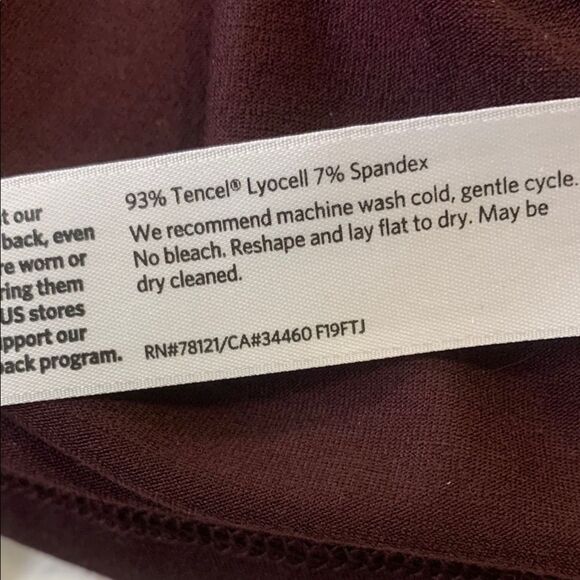 t our
back, even
re worn or
ring them
US stores
pport our
ack program.
93% Tencel® Lyocell 7% Spandex
We recommend machine wash cold, gentle cycle.
No bleach. Reshape and lay flat to dry. May be
dry cleaned.
RN#78121/CA#34460 F19FTJ